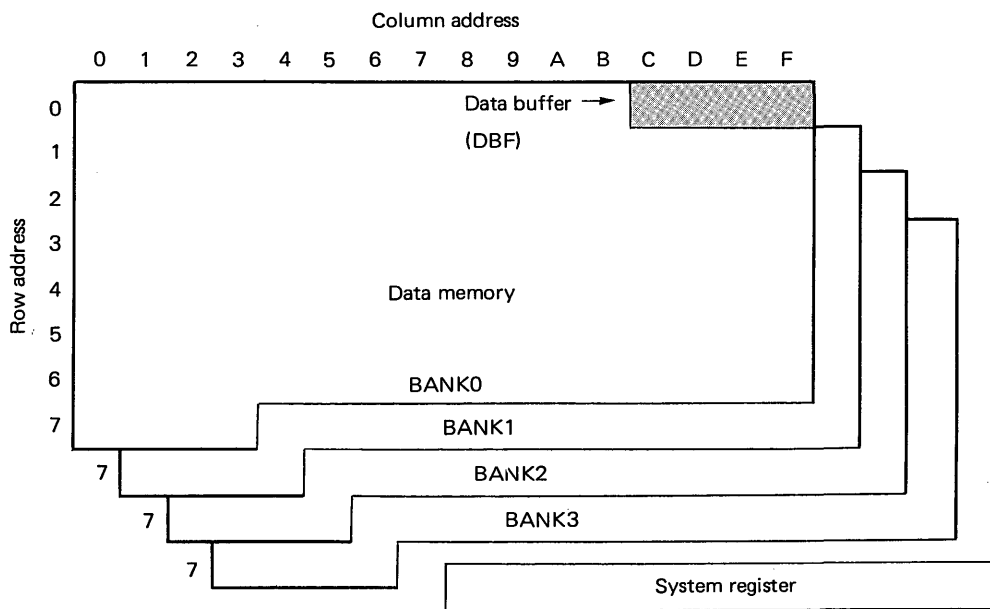 Column address
0 1 2 3 4 5 6 7 8 9 A B C D E F
0
Data buffer
(DBF)
1
2
3
Row address
4
Data memory
5
6
BANK0
7
BANK1
7
BANK2
7
BANK3
7
System register